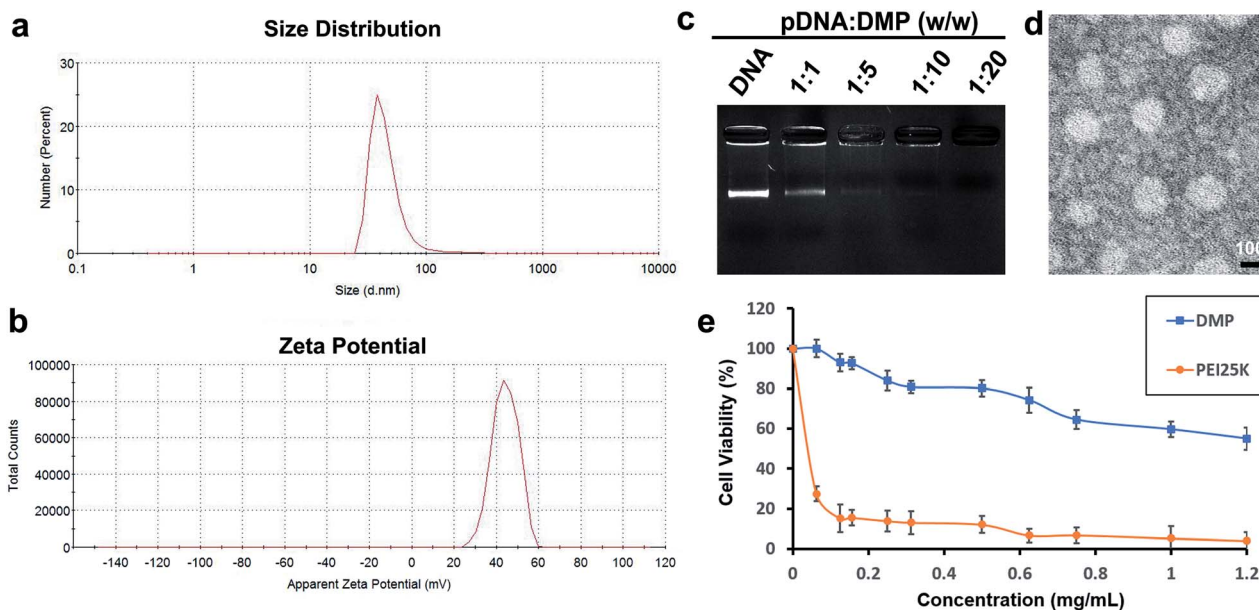 a
Size Distribution
Number (Percent)
30
20
10
0
0.1 1 10 100 1000 10000
Size (d.nm)
b
Zeta Potential
Total Counts
100000
80000
60000
40000
20000
0
-140 -120 -100 -80 -60 -40 -20 0 20 40 60 80 100 120
Apparent Zeta Potential (mV)
c
pDNA:DMP (w/w)
DNA 1:1 1:5 1:10 1:20
d
100
e
Cell Viability (%)
120
100
80
60
40
20
0
0 0.2 0.4 0.6 0.8 1 1.2
Concentration (mg/mL)
DMP
PEI25K